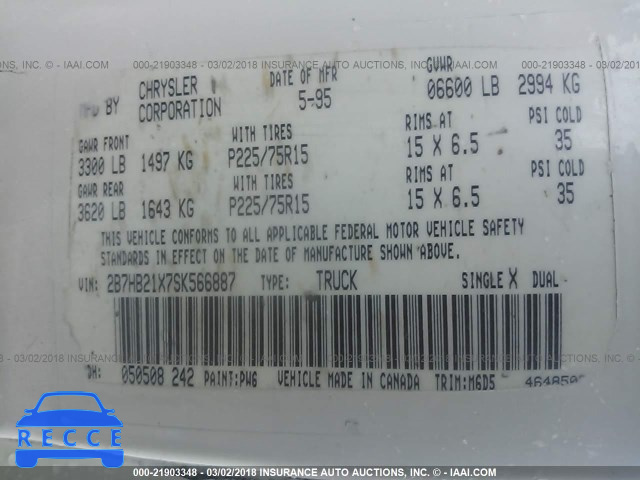 000-21903348 - 03/02/2018 INSURANCE AUTO AUCTIONS, INC. - © IAAI.COM
BY CHRYSLER CORPORATION
DATE OF MFR 5-95
GVWR 06600 LB 2994 KG
GAWR FRONT WITH TIRES RIMS AT PSI COLD
3300 LB 1497 KG P225/75R15 15 X 6.5 35
GAWR REAR WITH TIRES RIMS AT PSI COLD
3620 LB 1643 KG P225/75R15 15 X 6.5 35
THIS VEHICLE CONFORMS TO ALL APPLICABLE FEDERAL MOTOR VEHICLE SAFETY
STANDARDS IN EFFECT ON THE DATE OF MANUFACTURE SHOWN ABOVE.
VIN: 2B7HB21X7SK566887 TYPE: TRUCK SINGLE X DUAL
050508 242 PAINT:PW6 VEHICLE MADE IN CANADA TRIM:M6D5
RECCE
000-21903348 - 03/02/2018 INSURANCE AUTO AUCTIONS, INC. - © IAAI.COM